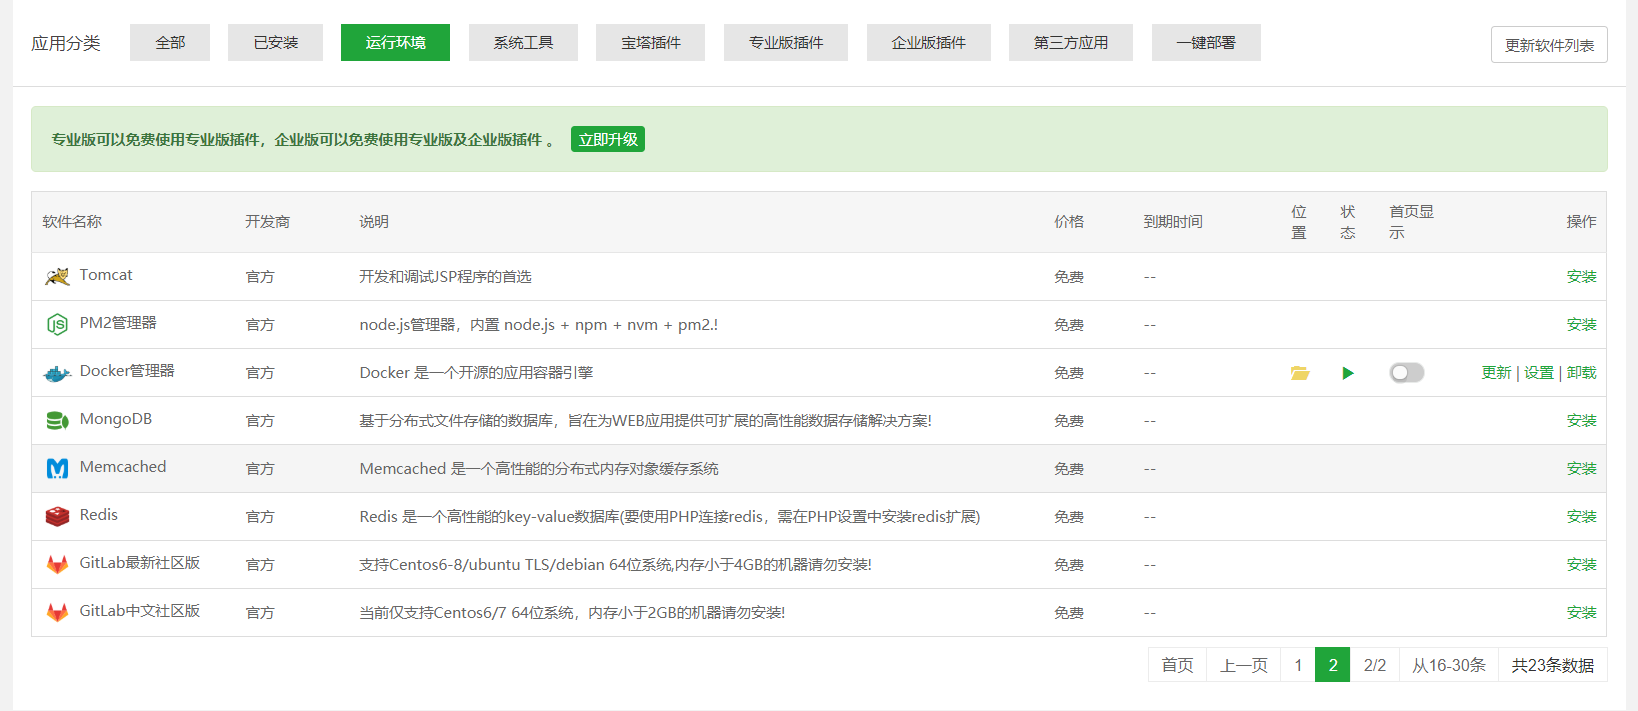 应用分类 全部 已安装 运行环境 系统工具 宝塔插件 专业版插件 企业版插件 第三方应用 一键部署 更新软件列表
专业版可以免费使用专业版插件，企业版可以免费使用专业版及企业版插件 。 立即升级
软件名称 开发商 说明 价格 到期时间 位置 状态 首页显示 操作
Tomcat 官方 开发和调试JSP程序的首选 免费 -- 安装
PM2管理器 官方 node.js管理器，内置 node.js + npm + nvm + pm2.! 免费 -- 安装
Docker管理器 官方 Docker 是一个开源的应用容器引擎 免费 -- 更新 | 设置 | 卸载
MongoDB 官方 基于分布式文件存储的数据库，旨在为WEB应用提供可扩展的高性能数据存储解决方案! 免费 -- 安装
Memcached 官方 Memcached 是一个高性能的分布式内存对象缓存系统 免费 -- 安装
Redis 官方 Redis 是一个高性能的key-value数据库(要使用PHP连接redis，需在PHP设置中安装redis扩展) 免费 -- 安装
GitLab最新社区版 官方 支持Centos6-8/ubuntu TLS/debian 64位系统,内存小于4GB的机器请勿安装! 免费 -- 安装
GitLab中文社区版 官方 当前仅支持Centos6/7 64位系统，内存小于2GB的机器请勿安装! 免费 -- 安装
首页 上一页 1 2 2/2 从16-30条 共23条数据